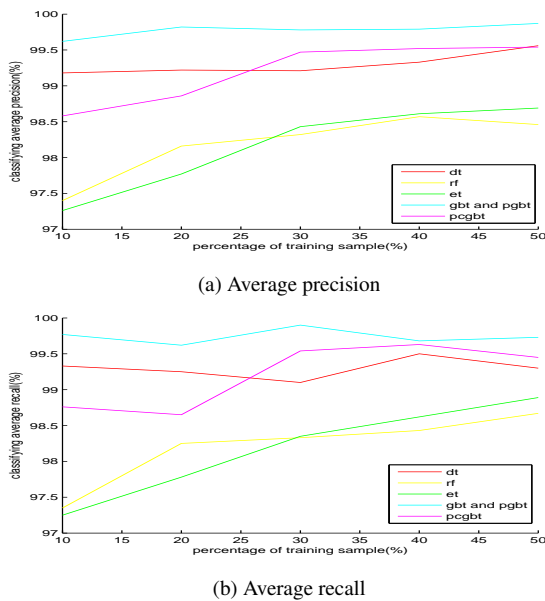 100
99.5
99
98.5
98
97.5
97
classifying average precision(%)
10 15 20 25 30 35 40 45 50
percentage of training sample(%)
dt
rf
et
gbt and pgbt
pcgbt
(a) Average precision
100
99.5
99
98.5
98
97.5
97
classifying average recall(%)
10 15 20 25 30 35 40 45 50
percentage of training sample(%)
dt
rf
et
gbt and pgbt
pcgbt
(b) Average recall